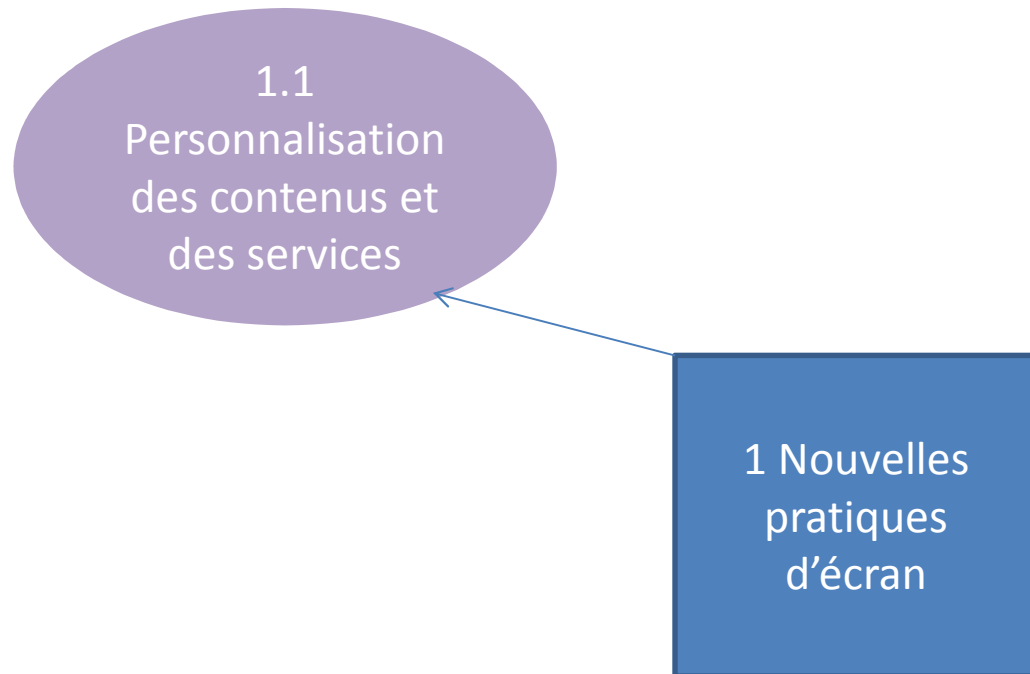 1.1
Personnalisation
des contenus et
des services
1 Nouvelles
pratiques
d’écran